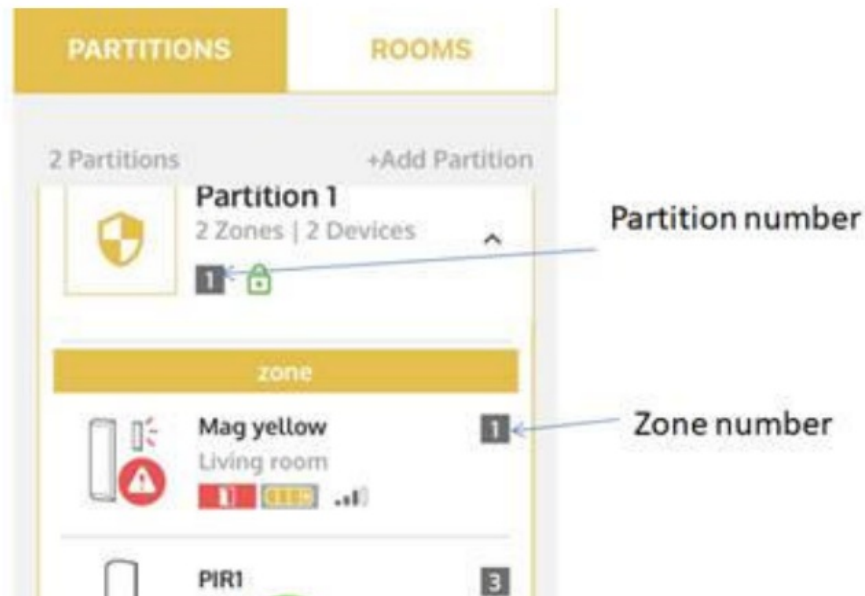 PARTITIONS ROOMS
2 Partitions +Add Partition
Partition 1
2 Zones | 2 Devices
Partition number
1
zone
Mag yellow 1
Zone number
Living room
PIR1 3